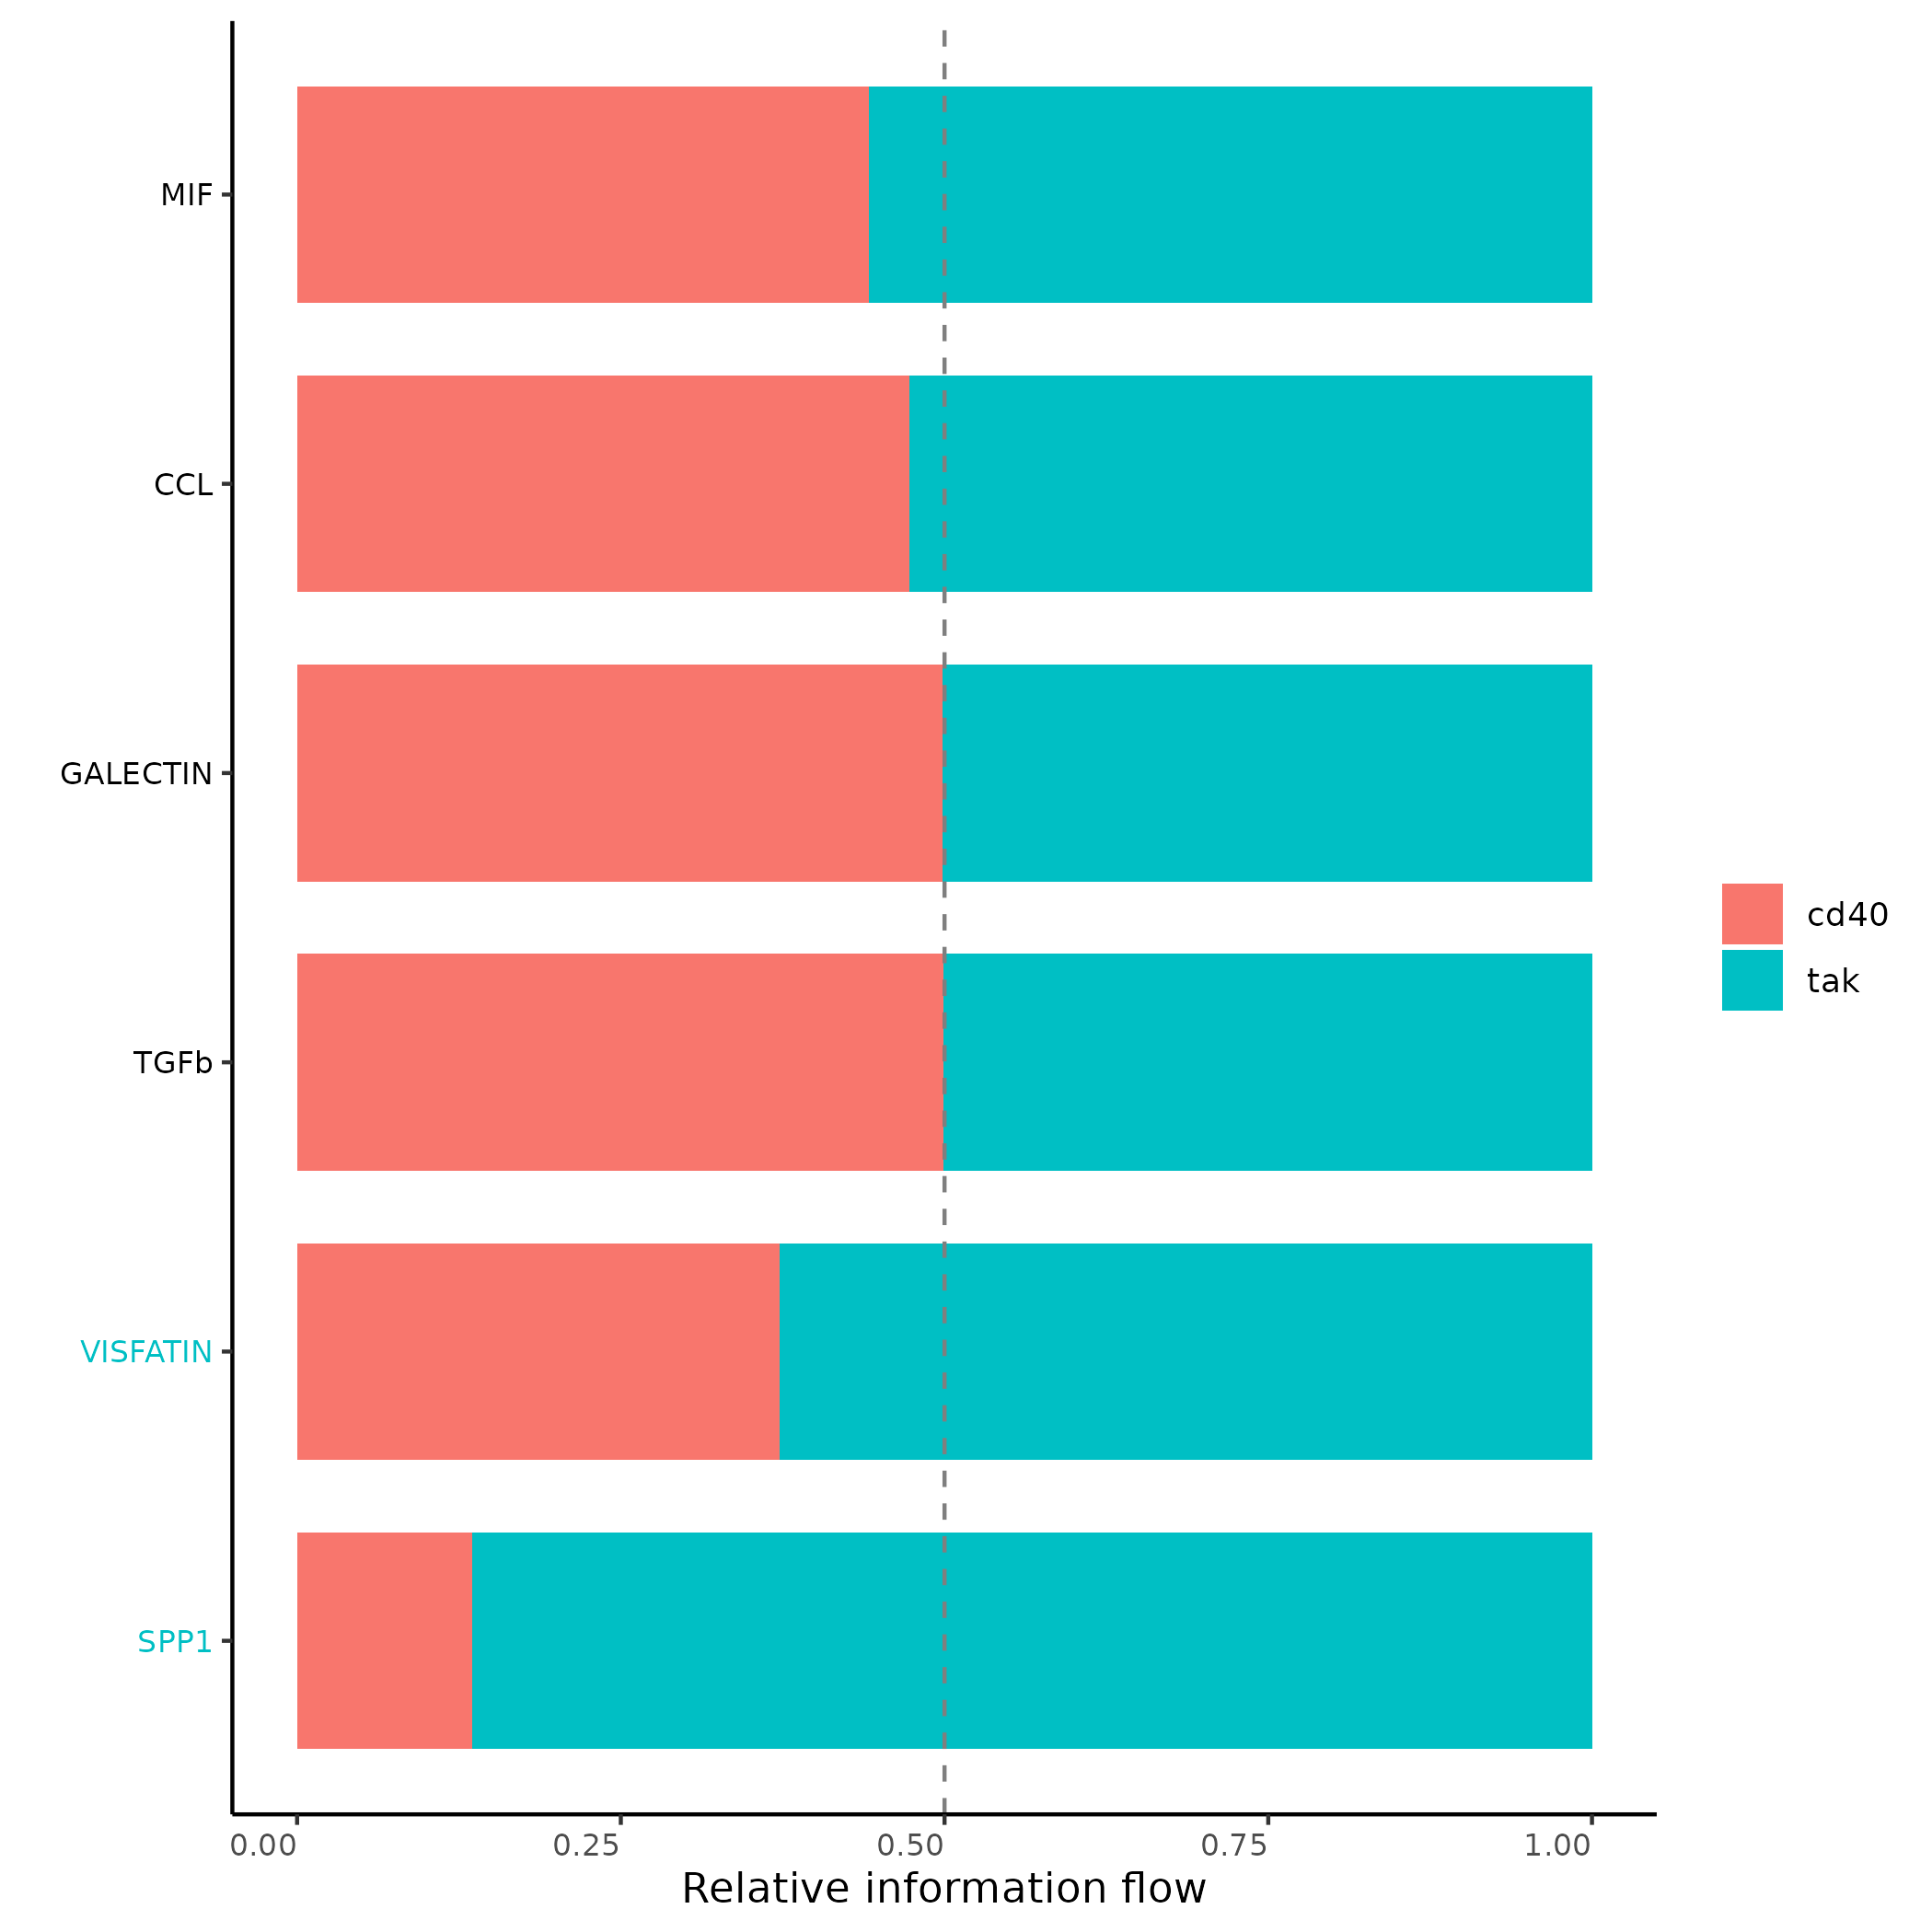 MIF
CCL
GALECTIN
TGFb
VISFATIN
SPP1
cd40
tak
0.00 0.25 0.50 0.75 1.00
Relative information flow